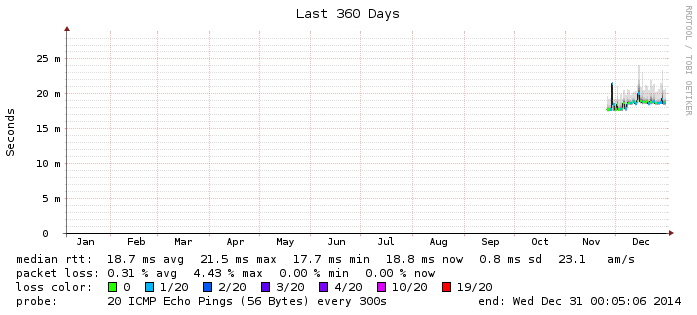 Last 360 Days
RRDTOOL / TOBI OETIKER
Seconds
25 m
20 m
15 m
10 m
5 m
0
Jan Feb Mar Apr May Jun Jul Aug Sep Oct Nov Dec
median rtt: 18.7 ms avg 21.5 ms max 17.7 ms min 18.8 ms now 0.8 ms sd 23.1 am/s
packet loss: 0.31 % avg 4.43 % max 0.00 % min 0.00 % now
loss color: 0 1/20 2/20 3/20 4/20 10/20 19/20
probe: 20 ICMP Echo Pings (56 Bytes) every 300s end: Wed Dec 31 00:05:06 2014